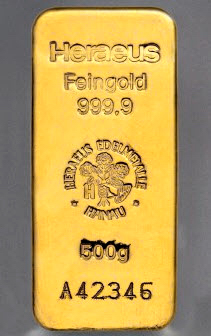 Heraeus
Feingold
999,9
HERAEUS EDELMETALLE
HANAU
500g
A42346